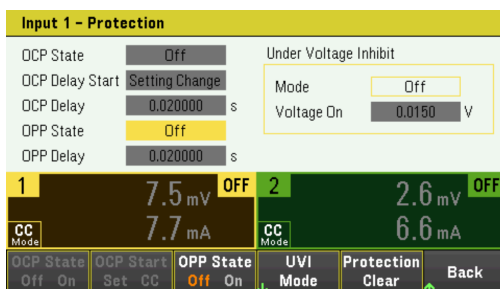 Input 1 – Protection
OCP State Off
OCP Delay Start Setting Change
OCP Delay 0.020000 s
OPP State Off
OPP Delay 0.020000 s
Under Voltage Inhibit
Mode Off
Voltage On 0.0150 V
1 7.5 mV OFF
CC Mode 7.7 mA
2 2.6 mV OFF
CC Mode 6.6 mA
OCP State Off On
OCP Start Set CC
OPP State Off On
UVI Mode
Protection Clear
Back